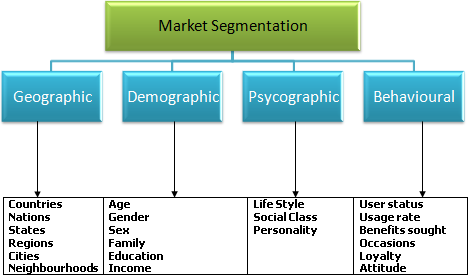 Market Segmentation
Geographic
Demographic
Psycographic
Behavioural
Countries
Nations
States
Regions
Cities
Neighbourhoods
Age
Gender
Sex
Family
Education
Income
Life Style
Social Class
Personality
User status
Usage rate
Benefits sought
Occasions
Loyalty
Attitude